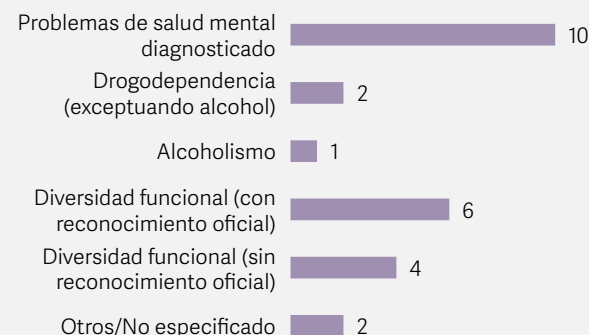 Problemas de salud mental
diagnosticado
10
Drogodependencia
(exceptuando alcohol)
2
Alcoholismo
1
Diversidad funcional (con
reconocimiento oficial)
6
Diversidad funcional (sin
reconocimiento oficial)
4
Otros/No especificado
2